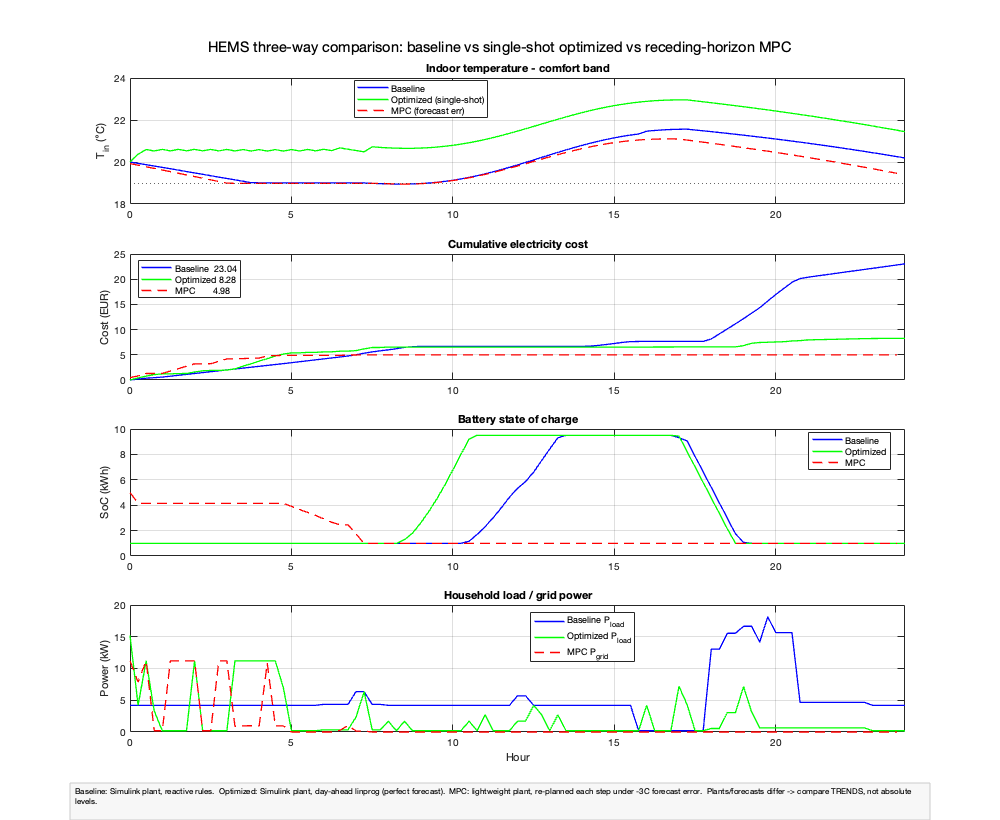 HEMS three-way comparison: baseline vs single-shot optimized vs receding-horizon MPC
Indoor temperature - comfort band
Baseline
Optimized (single-shot)
MPC (forecast err)
T_in (°C)
24
22
20
18
0 5 10 15 20
Cumulative electricity cost
Baseline 23.04
Optimized 8.28
MPC 4.98
Cost (EUR)
25
20
15
10
5
0
0 5 10 15 20
Battery state of charge
Baseline
Optimized
MPC
SoC (kWh)
10
8
6
4
2
0
0 5 10 15 20
Household load / grid power
Baseline P_load
Optimized P_load
MPC P_grid
Power (kW)
20
15
10
5
0
0 5 10 15 20
Hour
Baseline: Simulink plant, reactive rules. Optimized: Simulink plant, day-ahead linprog (perfect forecast). MPC: lightweight plant, re-planned each step under -3C forecast error. Plants/forecasts differ -> compare TRENDS, not absolute
levels.